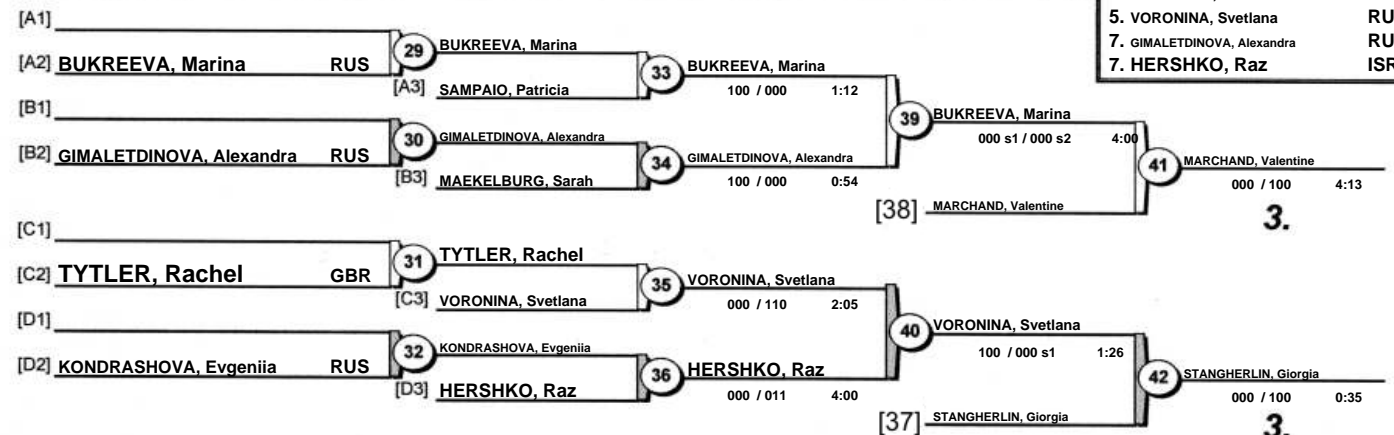 5. VORONINA, Svetlana RU
7. GIMALETDINOVA, Alexandra RU
7. HERSHKO, Raz ISR
[A1]
[A2] BUKREEVA, Marina RUS
29
BUKREEVA, Marina
[A3] SAMPAIO, Patricia
33
BUKREEVA, Marina
100 / 000 1:12
[B1]
[B2] GIMALETDINOVA, Alexandra RUS
30
GIMALETDINOVA, Alexandra
[B3] MAEKELBURG, Sarah
34
GIMALETDINOVA, Alexandra
100 / 000 0:54
39
BUKREEVA, Marina
000 s1 / 000 s2 4:00
[38] MARCHAND, Valentine
41
MARCHAND, Valentine
000 / 100 4:13
3.
[C1]
[C2] TYTLER, Rachel GBR
31
TYTLER, Rachel
[C3] VORONINA, Svetlana
35
VORONINA, Svetlana
000 / 110 2:05
[D1]
[D2] KONDRASHOVA, Evgeniia RUS
32
KONDRASHOVA, Evgeniia
[D3] HERSHKO, Raz
36
HERSHKO, Raz
000 / 011 4:00
40
VORONINA, Svetlana
100 / 000 s1 1:26
[37] STANGHERLIN, Giorgia
42
STANGHERLIN, Giorgia
000 / 100 0:35
3.